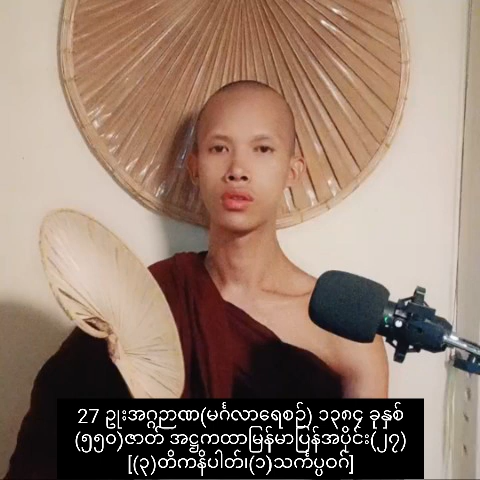 27 ဥုးအဂ္ဂဉာဏ(မင်္ဂလာရေစဉ်) ၁၃၈၄ ခုနှစ်
(၅၅၀)ဇာတ် အဋ္ဌကထာမြန်မာပြန်အပိုင်း(၂၇)
[(၃)တိကနိပါတ်၊(၁)သင်္ကပ္ပဝဂ်]